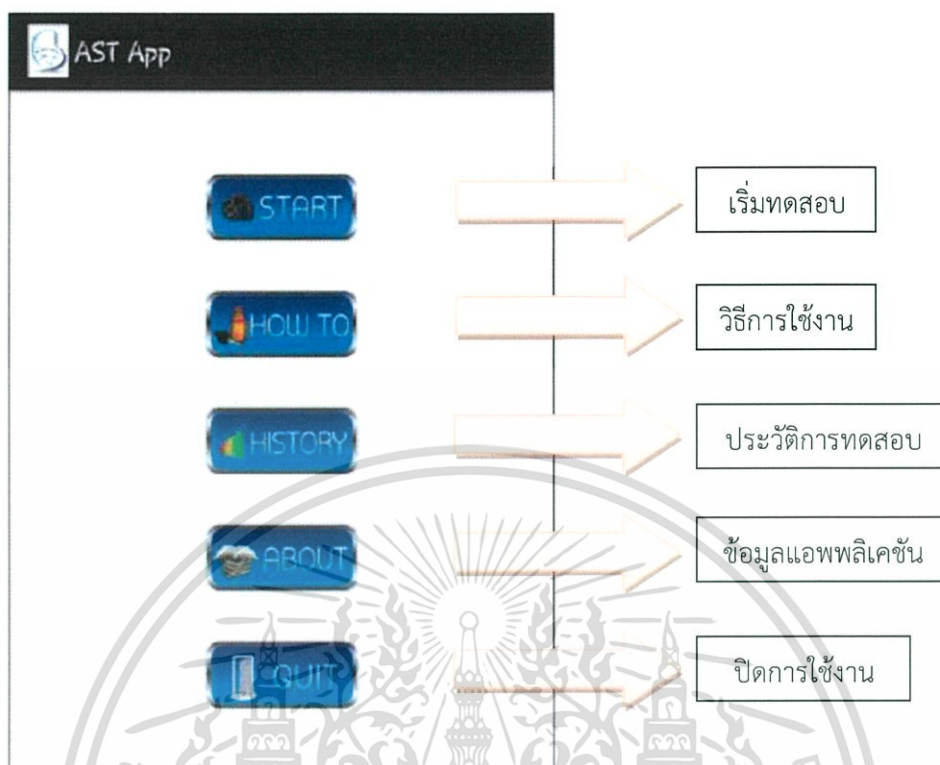 AST App
START
เริ่มทดสอบ
HOW TO
วิธีการใช้งาน
HISTORY
ประวัติการทดสอบ
ABOUT
ข้อมูลแอพพลิเคชัน
QUIT
ปิดการใช้งาน